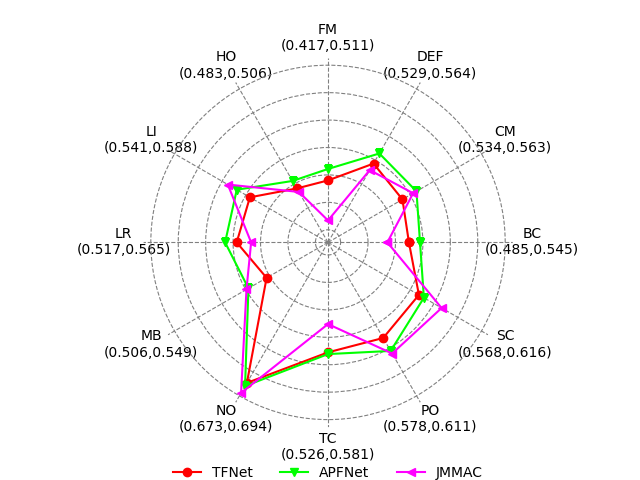 FM
(0.417,0.511)
HO
(0.483,0.506)
DEF
(0.529,0.564)
LI
(0.541,0.588)
CM
(0.534,0.563)
LR
(0.517,0.565)
BC
(0.485,0.545)
MB
(0.506,0.549)
SC
(0.568,0.616)
NO
(0.673,0.694)
PO
(0.578,0.611)
TC
(0.526,0.581)
TFNet APFNet JMMAC